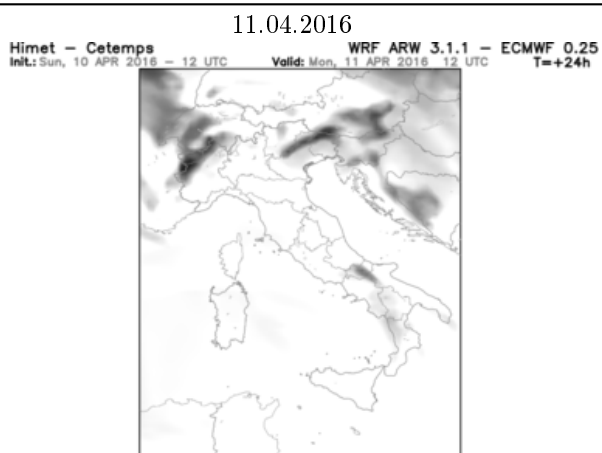 11.04.2016
Himet – Cetemps WRF ARW 3.1.1 – ECMWF 0.25
Init.: Sun, 10 APR 2016 – 12 UTC Valid: Mon, 11 APR 2016 12 UTC T=+24h